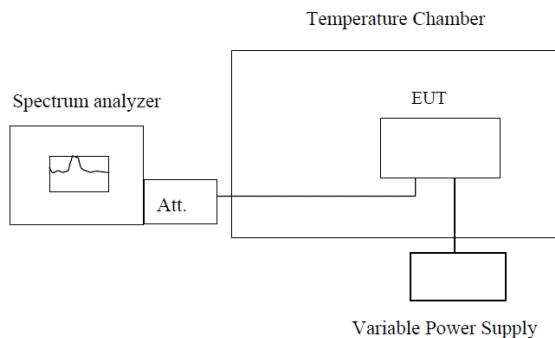 Temperature Chamber
Spectrum analyzer
EUT
Att.
Variable Power Supply